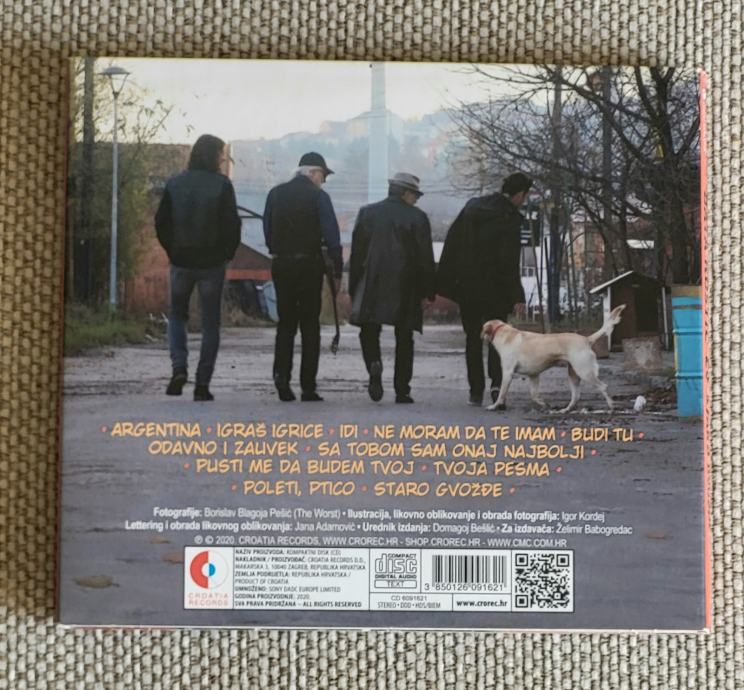 • ARGENTINA • IGRAŠ IGRICE • IDI • NE MORAM DA TE IMAM • BUDI TU •
ODAVNO I ZAUVEK • SA TOBOM SAM ONAJ NAJBOLJI •
• PUSTI ME DA BUDEM TVOJ • TVOJA PESMA •
• POLETI, PTICO • STARO GVOŽĐE •
Fotografije: Borislav Blagoja Pešić (The Worst) • Ilustracija, likovno oblikovanje i obrada fotografija: Igor Kordej
Lettering i obrada likovnog oblikovanja: Jana Adamović • Urednik izdanja: Domagoj Bešlić • Za izdavača: Želimir Babogredac
℗ © 2020. CROATIA RECORDS, WWW.CROREC.HR - SHOP.CROREC.HR - WWW.CMC.COM.HR
CROATIA
RECORDS
NAZIV PROIZVODA: KOMPAKTNI DISK (CD)
NAKLADNIK / PROIZVOĐAČ: CROATIA RECORDS D.D.,
MAKARSKA 3, 10040 ZAGREB, REPUBLIKA HRVATSKA
ZEMLJA PODRIJETLA: REPUBLIKA HRVATSKA /
PRODUCT OF CROATIA
UMNOŽENO: SONY DADC EUROPE LIMITED
GODINA PROIZVODNJE: 2020.
SVA PRAVA PRIDRŽANA – ALL RIGHTS RESERVED
COMPACT
disc
DIGITAL AUDIO
TEXT
CD 6091621
STEREO • DDD • HDS/BIEM
3 850126 091621
www.crorec.hr